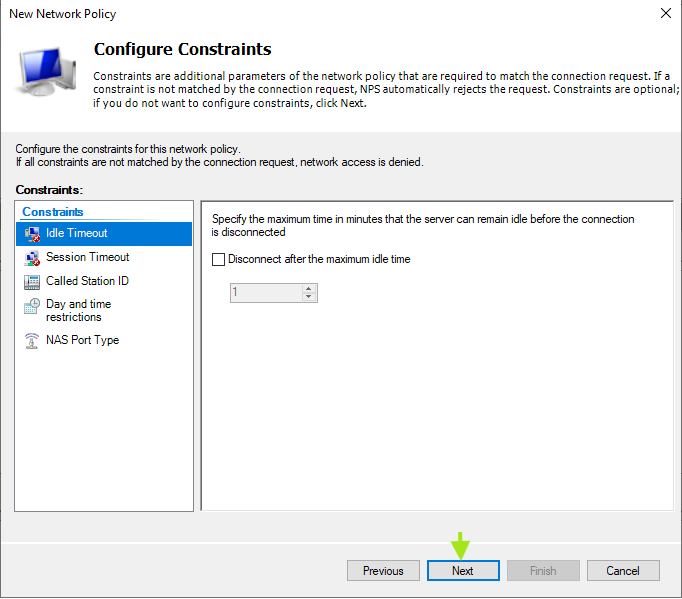 New Network Policy
Configure Constraints
Constraints are additional parameters of the network policy that are required to match the connection request. If a
constraint is not matched by the connection request, NPS automatically rejects the request. Constraints are optional;
if you do not want to configure constraints, click Next.
Configure the constraints for this network policy.
If all constraints are not matched by the connection request, network access is denied.
Constraints:
Constraints
Idle Timeout
Session Timeout
Called Station ID
Day and time
restrictions
NAS Port Type
Specify the maximum time in minutes that the server can remain idle before the connection
is disconnected
Disconnect after the maximum idle time
1
Previous
Next
Finish
Cancel